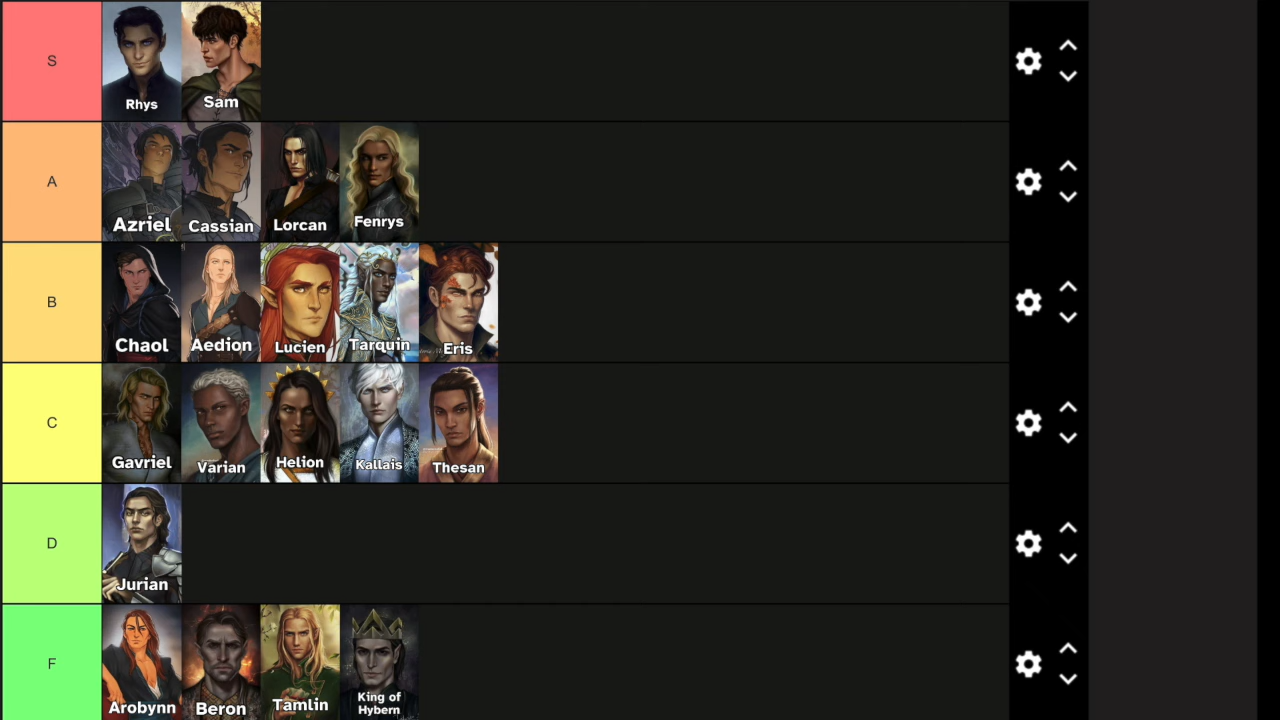 S
Rhys
Sam
A
Azriel
Cassian
Lorcan
Fenrys
B
Chaol
Aedion
Lucien
Tarquin
Eris
C
Gavriel
Varian
Helion
Kallais
Thesan
D
Jurian
F
Arobynn
Beron
Tamlin
King of
Hybern